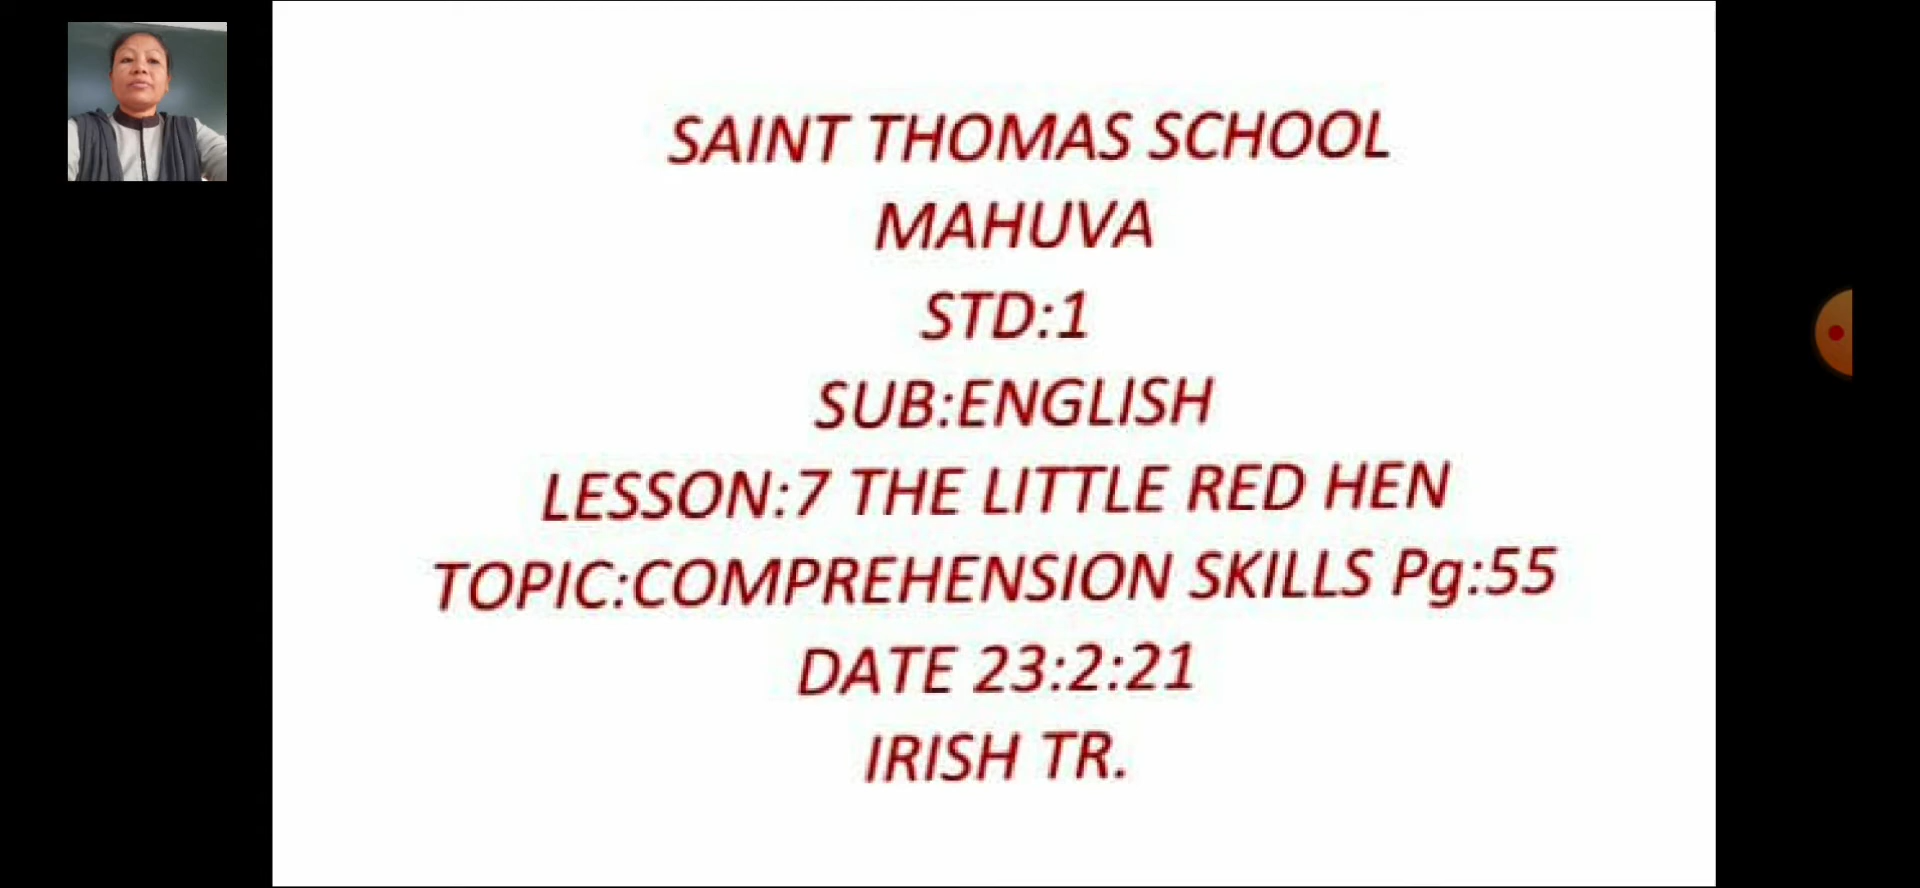 SAINT THOMAS SCHOOL
MAHUVA
STD:1
SUB:ENGLISH
LESSON:7 THE LITTLE RED HEN
TOPIC:COMPREHENSION SKILLS Pg:55
DATE 23:2:21
IRISH TR.